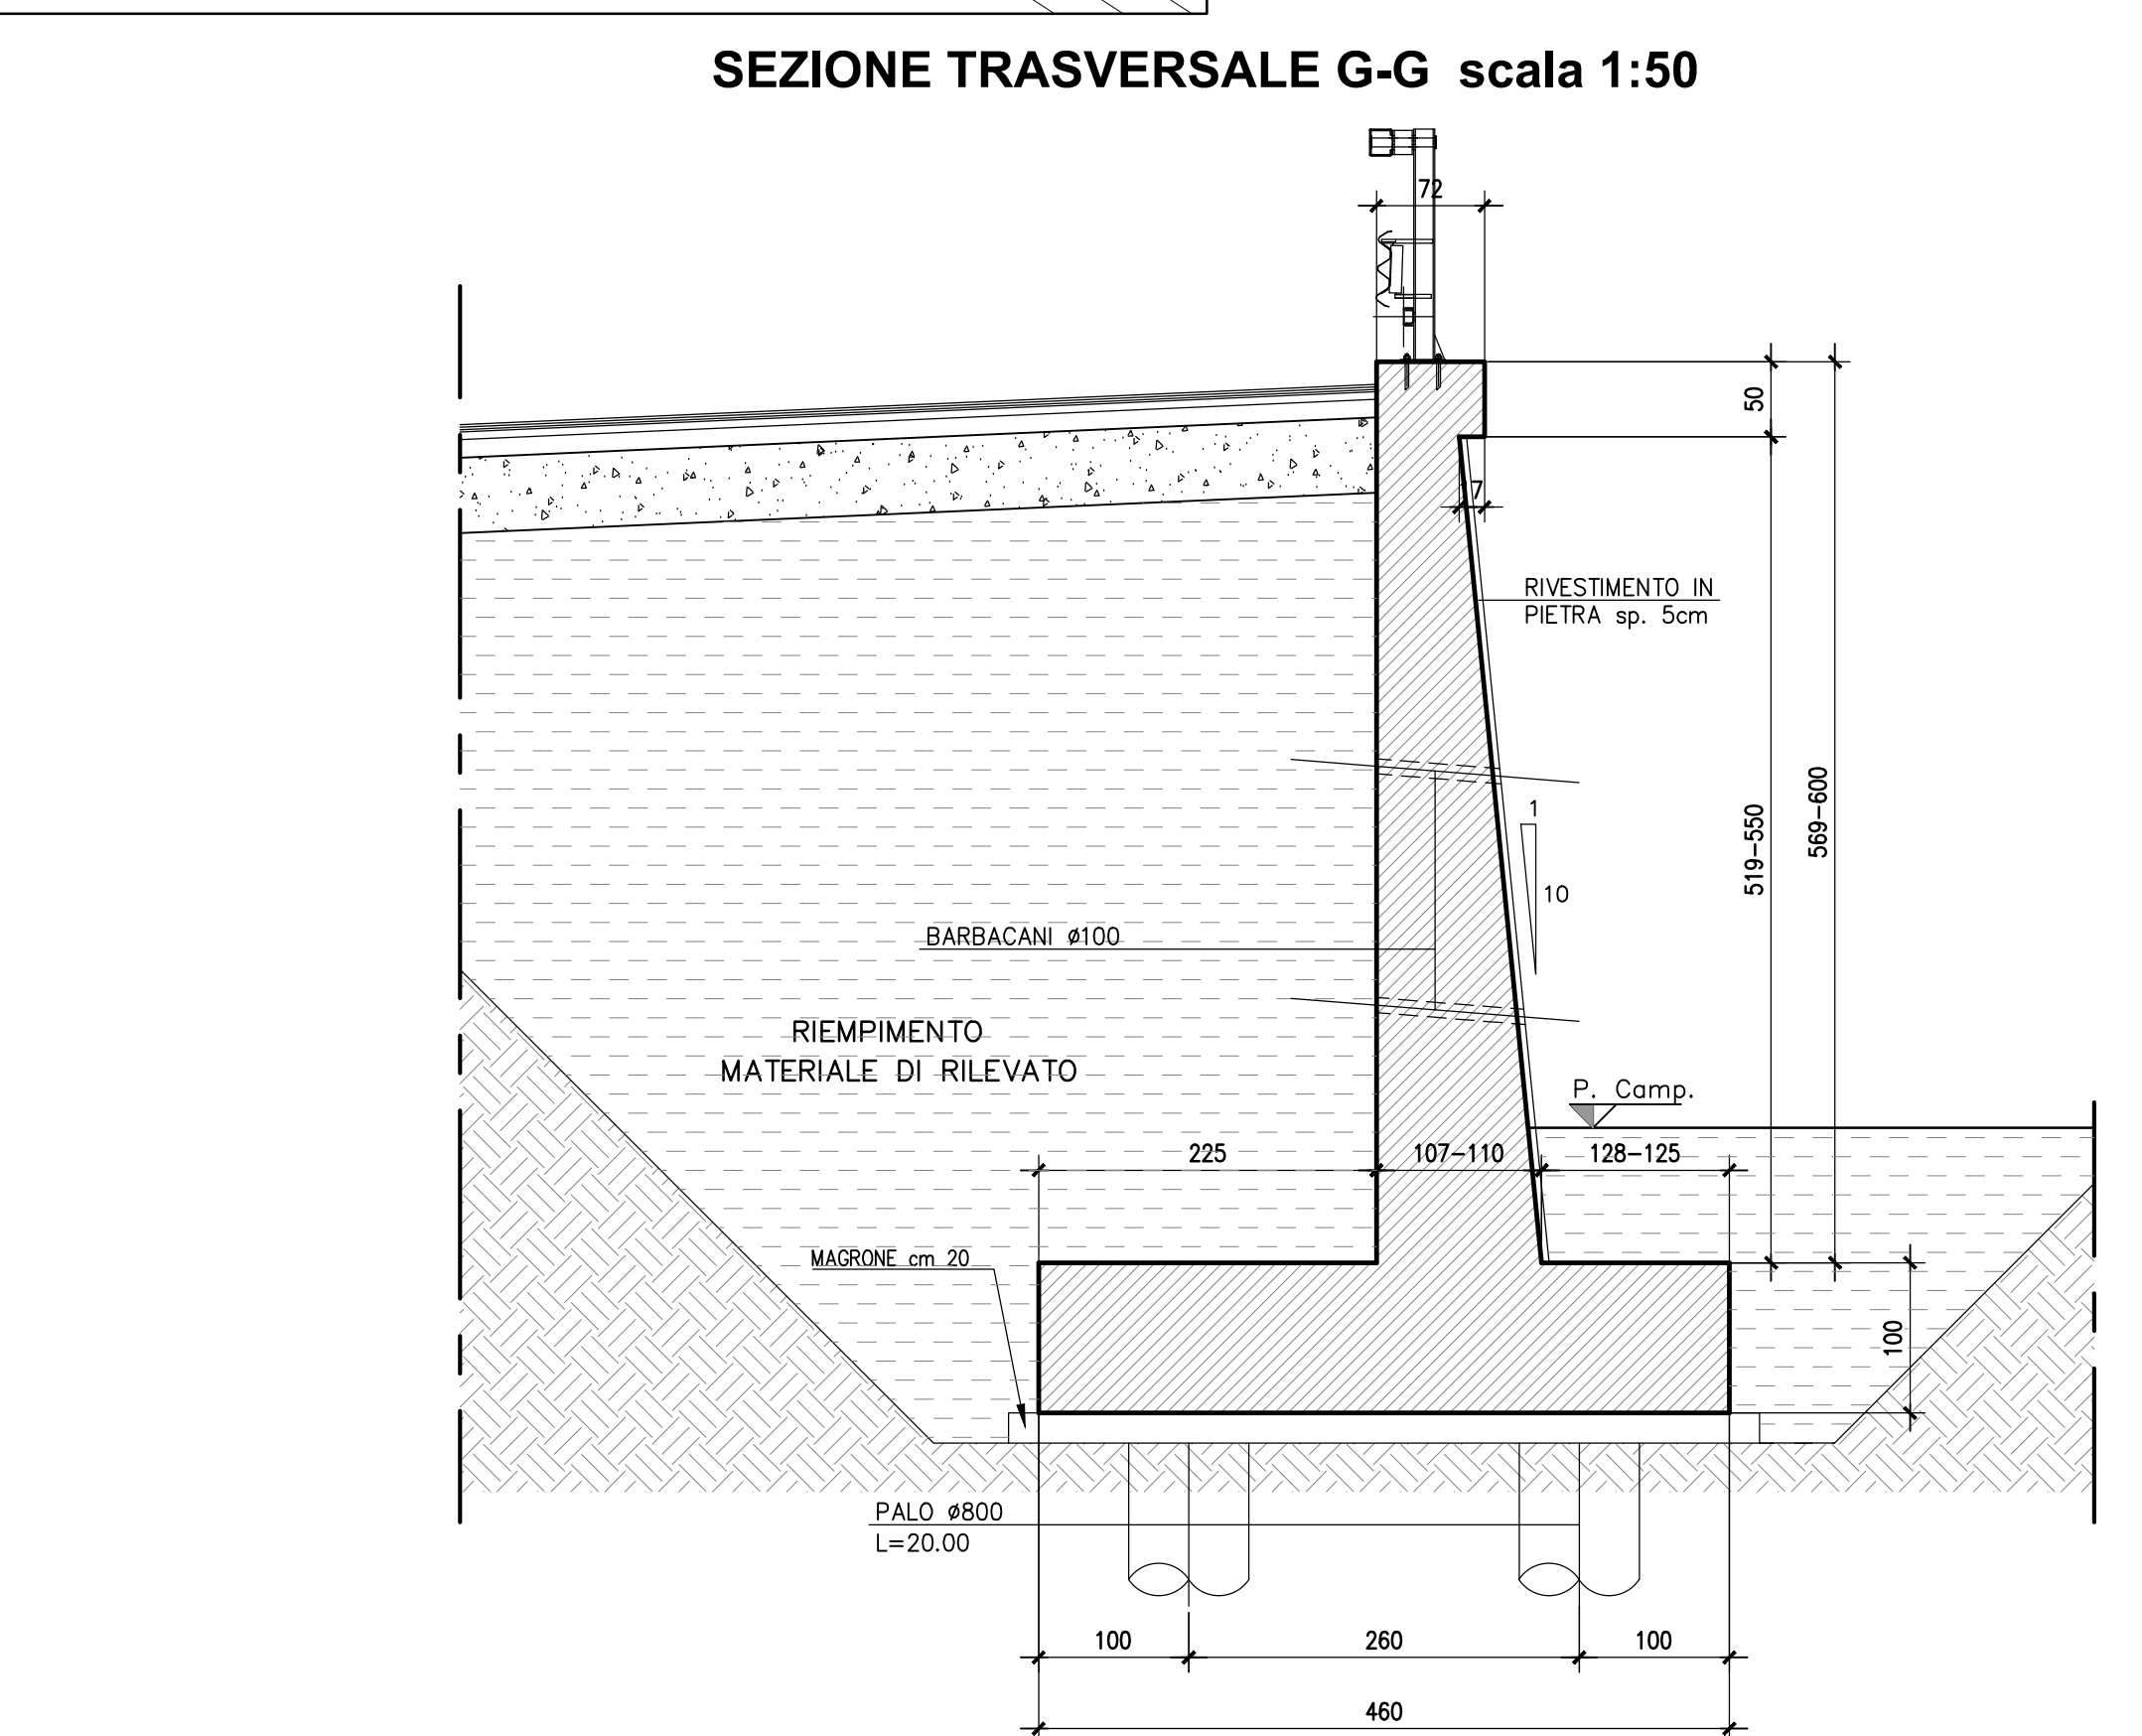 SEZIONE TRASVERSALE G-G scala 1:50
72
50
7
RIVESTIMENTO IN
PIETRA sp. 5cm
1
10
519-550
569-600
BARBACANI ø100
RIEMPIMENTO
MATERIALE DI RILEVATO
P. Camp.
225
107-110
128-125
MAGRONE cm 20
100
PALO ø800
L=20.00
100
260
100
460